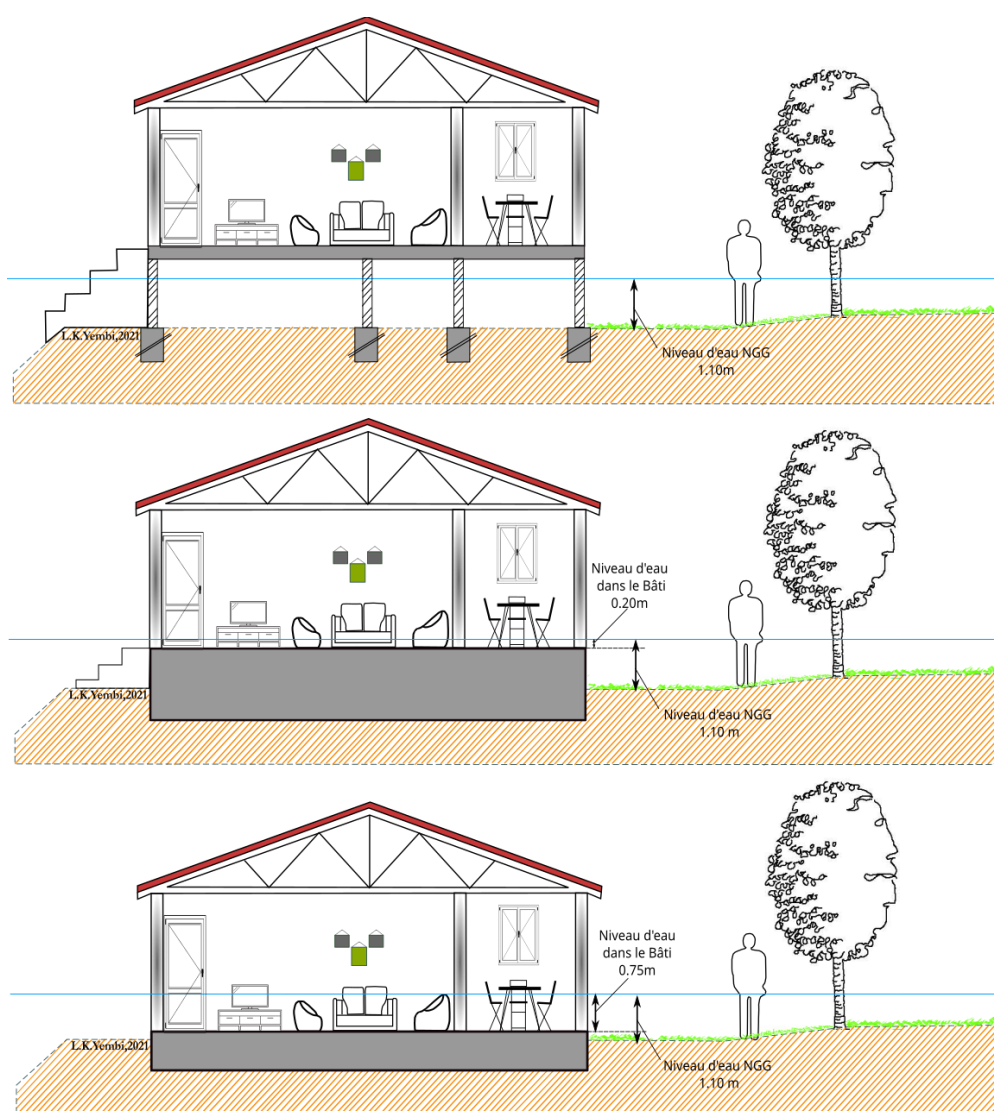 L.K.Yembi,2021
Niveau d'eau NGG
1.10m
Niveau d'eau
dans le Bâti
0.20m
L.K.Yembi,2021
Niveau d'eau NGG
1.10 m
Niveau d'eau
dans le Bâti
0.75m
L.K.Yembi,2021
Niveau d'eau NGG
1.10 m